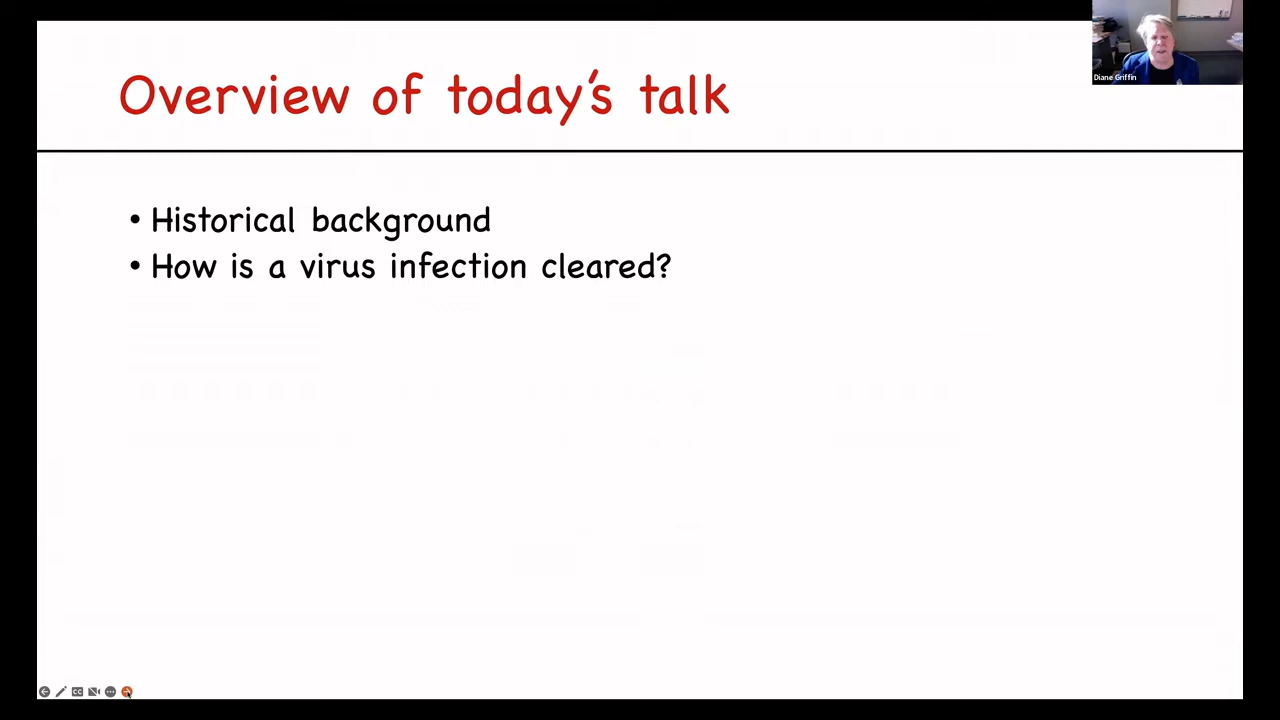 Overview of today's talk
Diane Griffin
• Historical background
• How is a virus infection cleared?